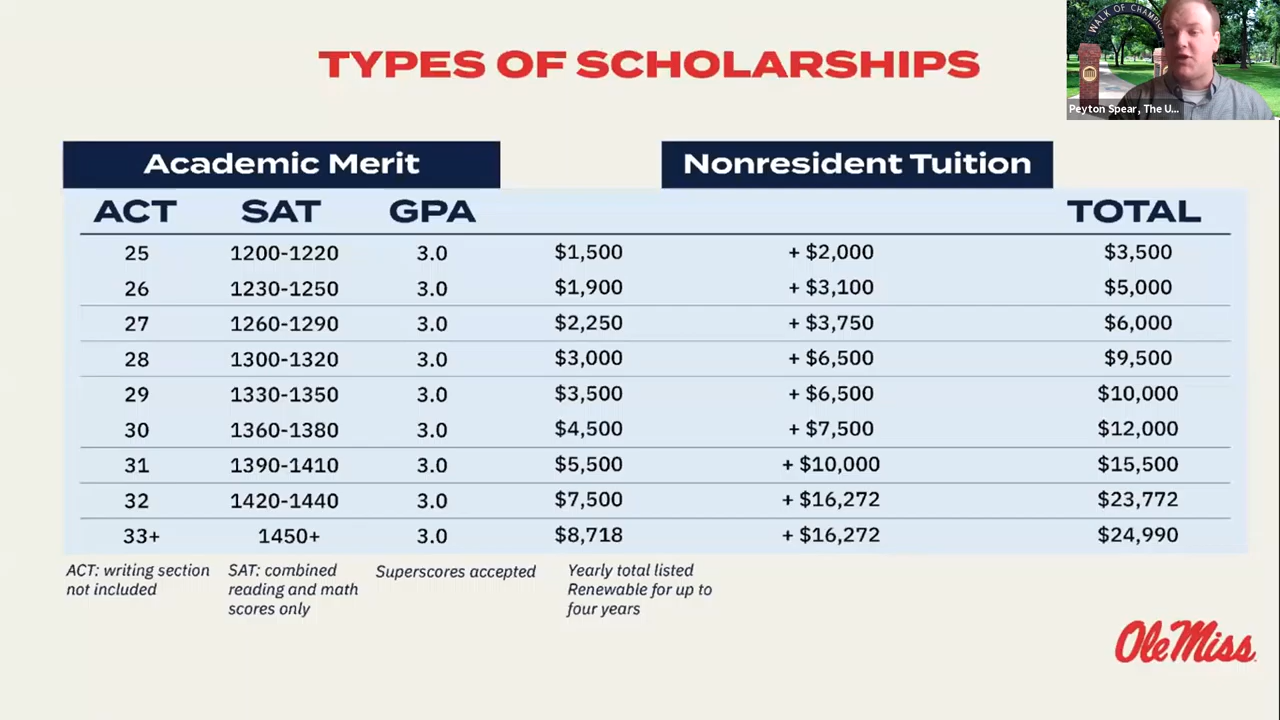 WALK OF CHAMPI
Peyton Spear, The U...
TYPES OF SCHOLARSHIPS
Academic Merit Nonresident Tuition
ACT SAT GPA TOTAL
25 1200-1220 3.0 $1,500 + $2,000 $3,500
26 1230-1250 3.0 $1,900 + $3,100 $5,000
27 1260-1290 3.0 $2,250 + $3,750 $6,000
28 1300-1320 3.0 $3,000 + $6,500 $9,500
29 1330-1350 3.0 $3,500 + $6,500 $10,000
30 1360-1380 3.0 $4,500 + $7,500 $12,000
31 1390-1410 3.0 $5,500 + $10,000 $15,500
32 1420-1440 3.0 $7,500 + $16,272 $23,772
33+ 1450+ 3.0 $8,718 + $16,272 $24,990
ACT: writing section
not included
SAT: combined
reading and math
scores only
Superscores accepted
Yearly total listed
Renewable for up to
four years
Ole Miss